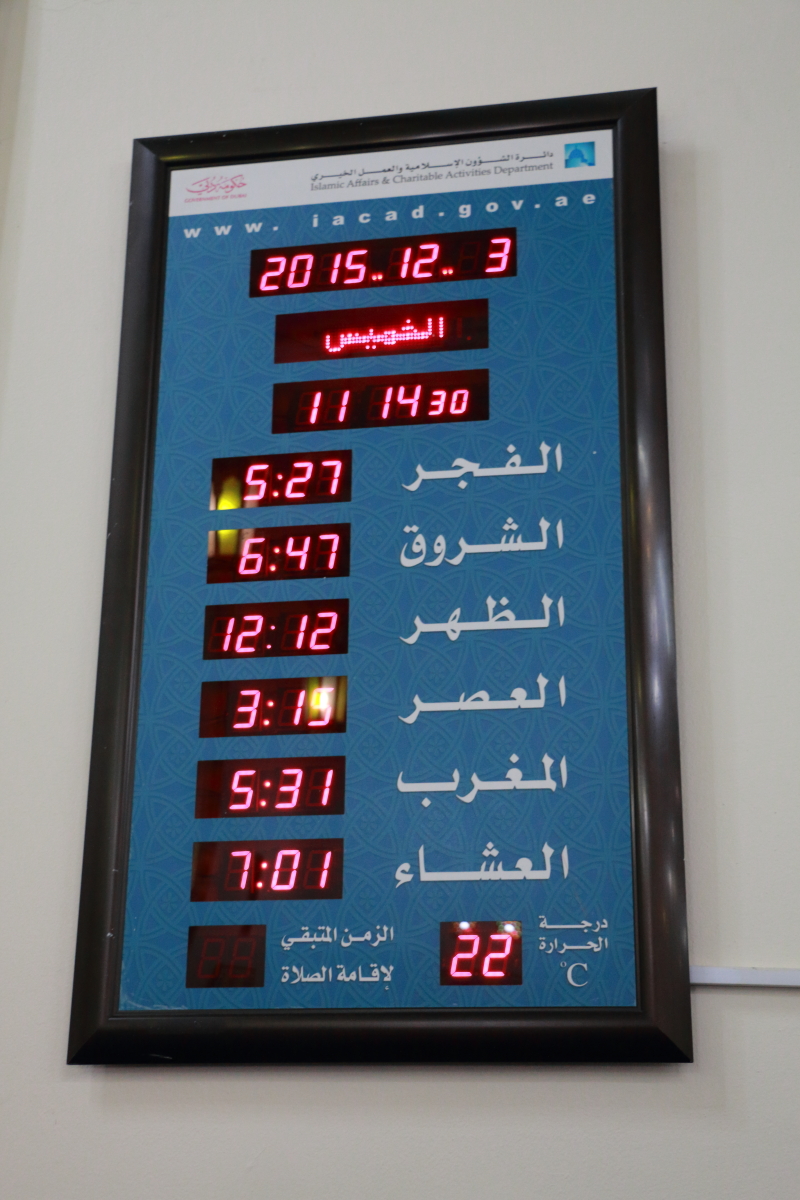 حكومة دبي
GOVERNMENT OF DUBAI
دائرة الشؤون الإسلامية والعمل الخيري
Islamic Affairs & Charitable Activities Department
www. iacad.gov.ae
2015.. 12.. 3
الخميس
11 14 30
5:27 الفجر
6:47 الشروق
12:12 الظهر
3:15 العصر
5:31 المغرب
7:01 العشاء
الزمن المتبقي
لإقامة الصلاة
22
درجة
الحرارة
°C